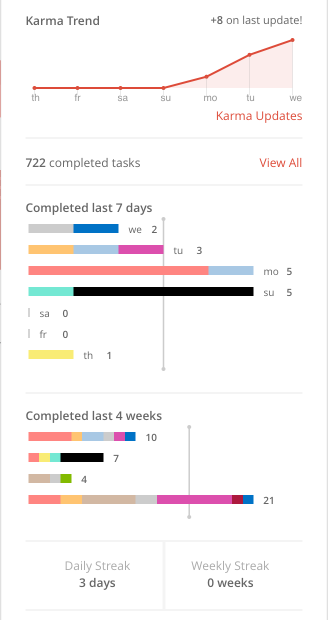 Karma Trend +8 on last update!
th fr sa su mo tu we
Karma Updates
722 completed tasks View All
Completed last 7 days
we 2
tu 3
mo 5
su 5
sa 0
fr 0
th 1
Completed last 4 weeks
10
7
4
21
Daily Streak Weekly Streak
3 days 0 weeks